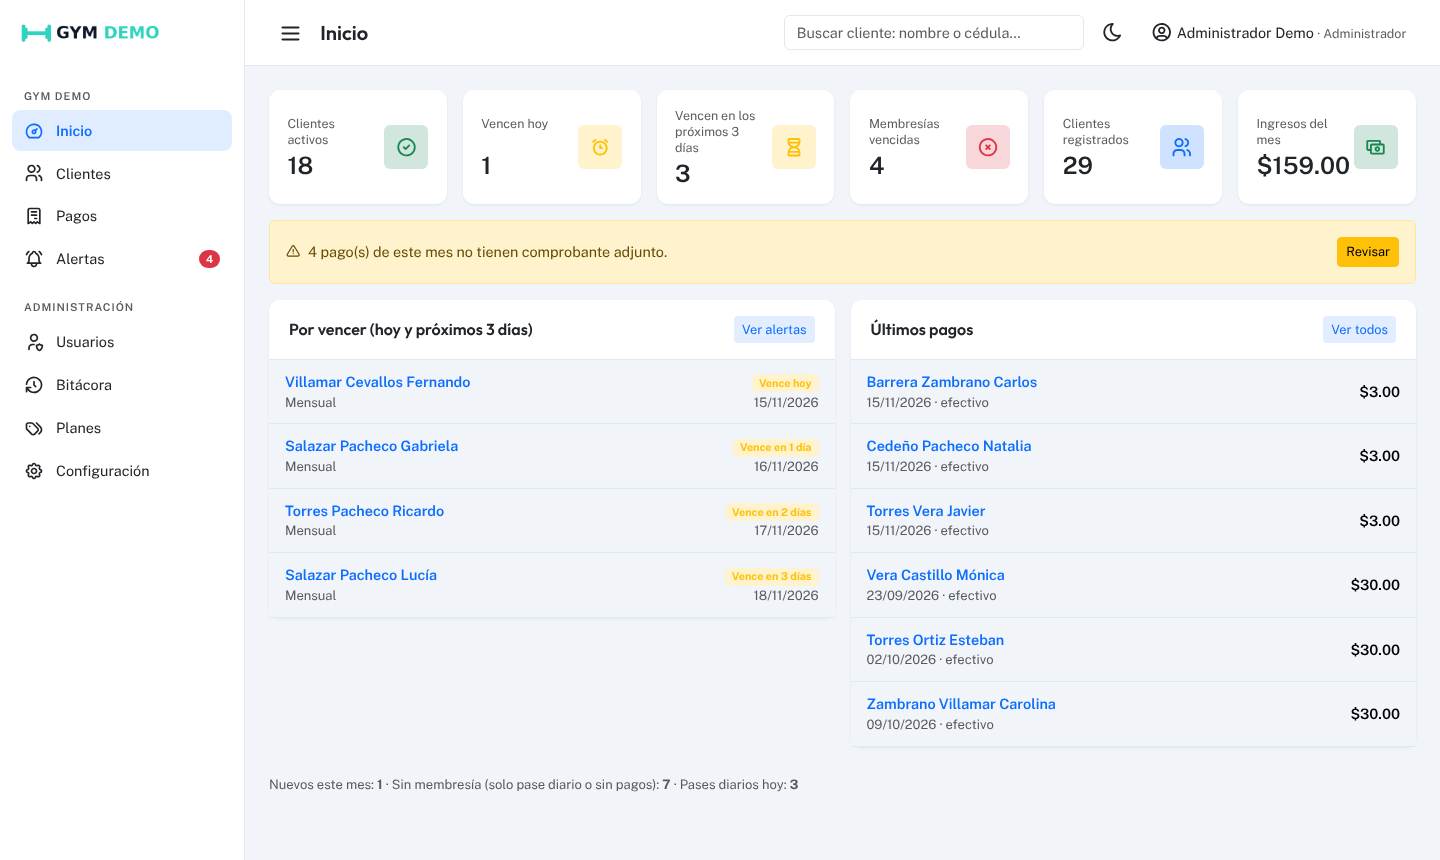 GYM DEMO
Inicio
Buscar cliente: nombre o cédula...
Administrador Demo · Administrador
GYM DEMO
Inicio
Clientes
Pagos
Alertas
4
ADMINISTRACIÓN
Usuarios
Bitácora
Planes
Configuración
Clientes
activos
18
Vencen hoy
1
Vencen en los
próximos 3
días
3
Membresías
vencidas
4
Clientes
registrados
29
Ingresos del
mes
$159.00
4 pago(s) de este mes no tienen comprobante adjunto.
Revisar
Por vencer (hoy y próximos 3 días)
Ver alertas
Villamar Cevallos Fernando
Vence hoy
Mensual
15/11/2026
Salazar Pacheco Gabriela
Vence en 1 día
Mensual
16/11/2026
Torres Pacheco Ricardo
Vence en 2 días
Mensual
17/11/2026
Salazar Pacheco Lucía
Vence en 3 días
Mensual
18/11/2026
Últimos pagos
Ver todos
Barrera Zambrano Carlos
15/11/2026 · efectivo
$3.00
Cedeño Pacheco Natalia
15/11/2026 · efectivo
$3.00
Torres Vera Javier
15/11/2026 · efectivo
$3.00
Vera Castillo Mónica
23/09/2026 · efectivo
$30.00
Torres Ortiz Esteban
02/10/2026 · efectivo
$30.00
Zambrano Villamar Carolina
09/10/2026 · efectivo
$30.00
Nuevos este mes: 1 · Sin membresía (solo pase diario o sin pagos): 7 · Pases diarios hoy: 3